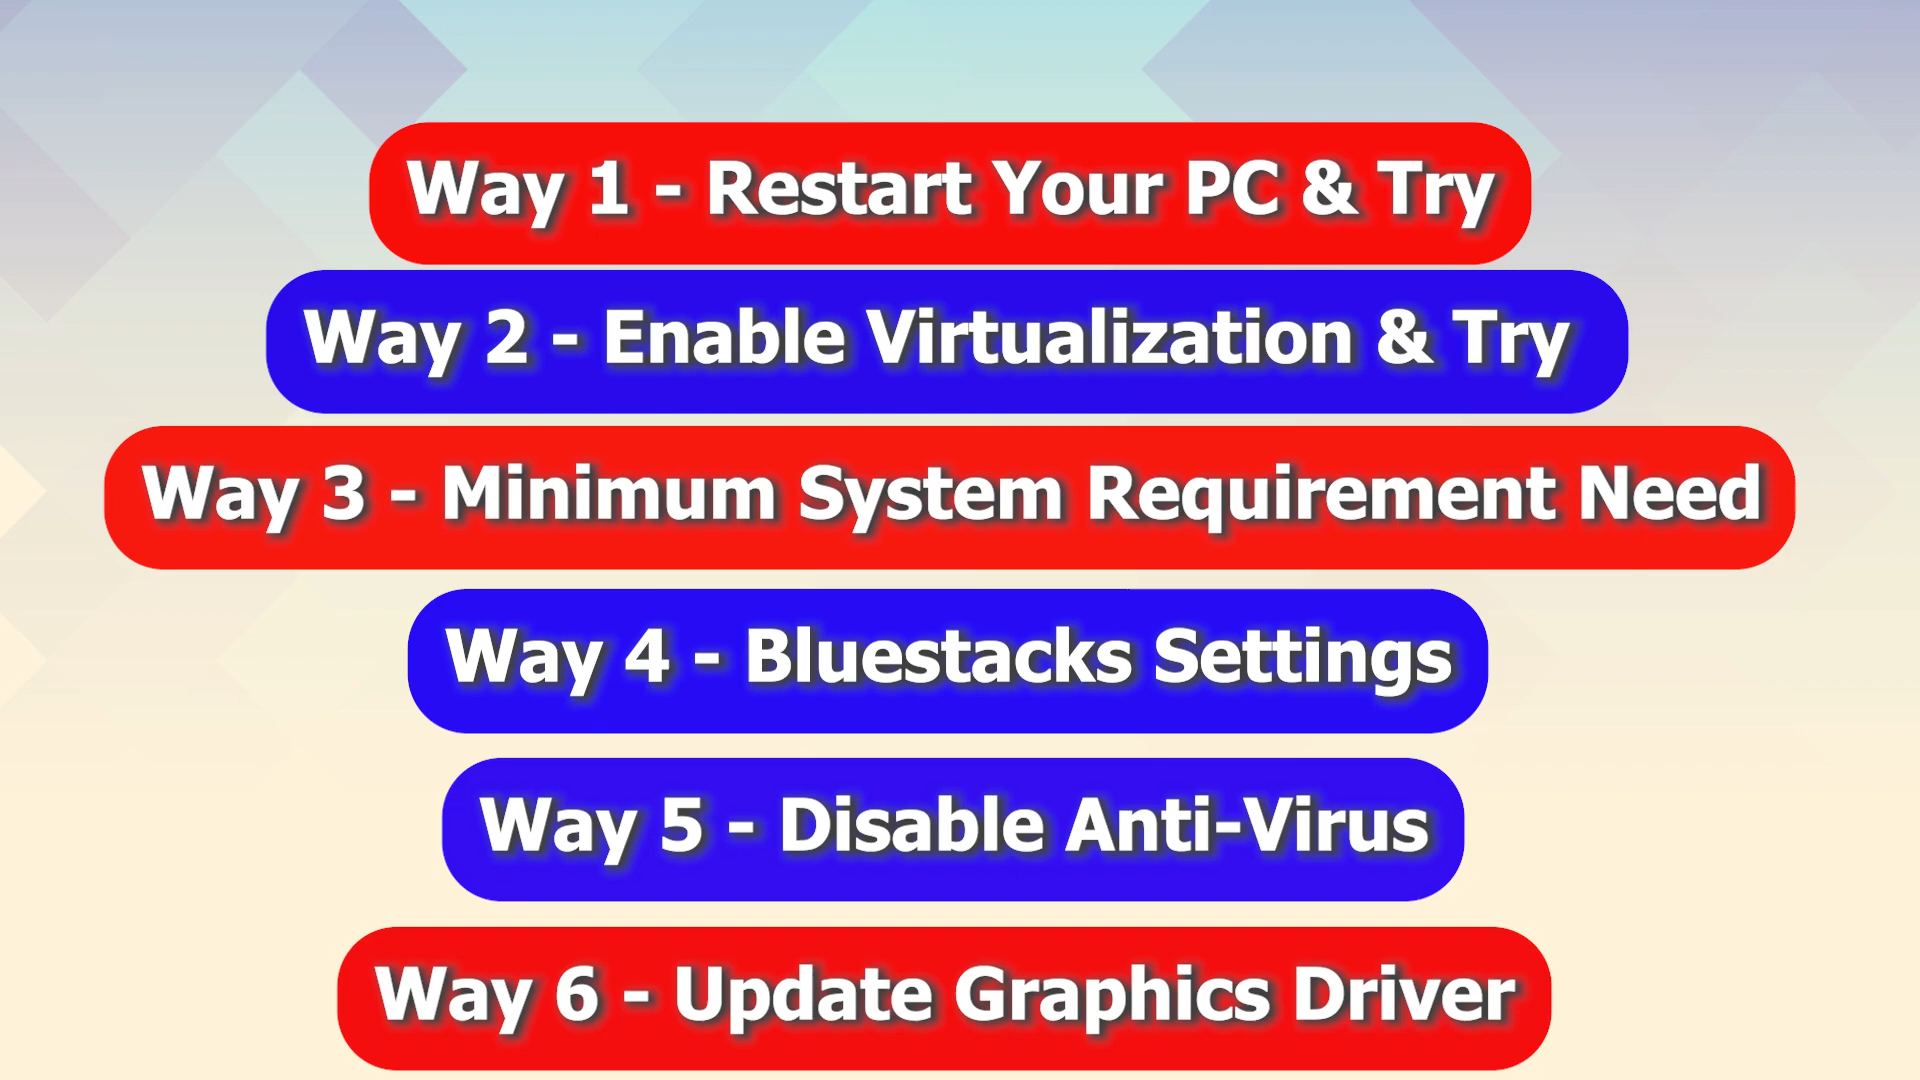 Way 1 - Restart Your PC & Try
Way 2 - Enable Virtualization & Try
Way 3 - Minimum System Requirement Need
Way 4 - Bluestacks Settings
Way 5 - Disable Anti-Virus
Way 6 - Update Graphics Driver